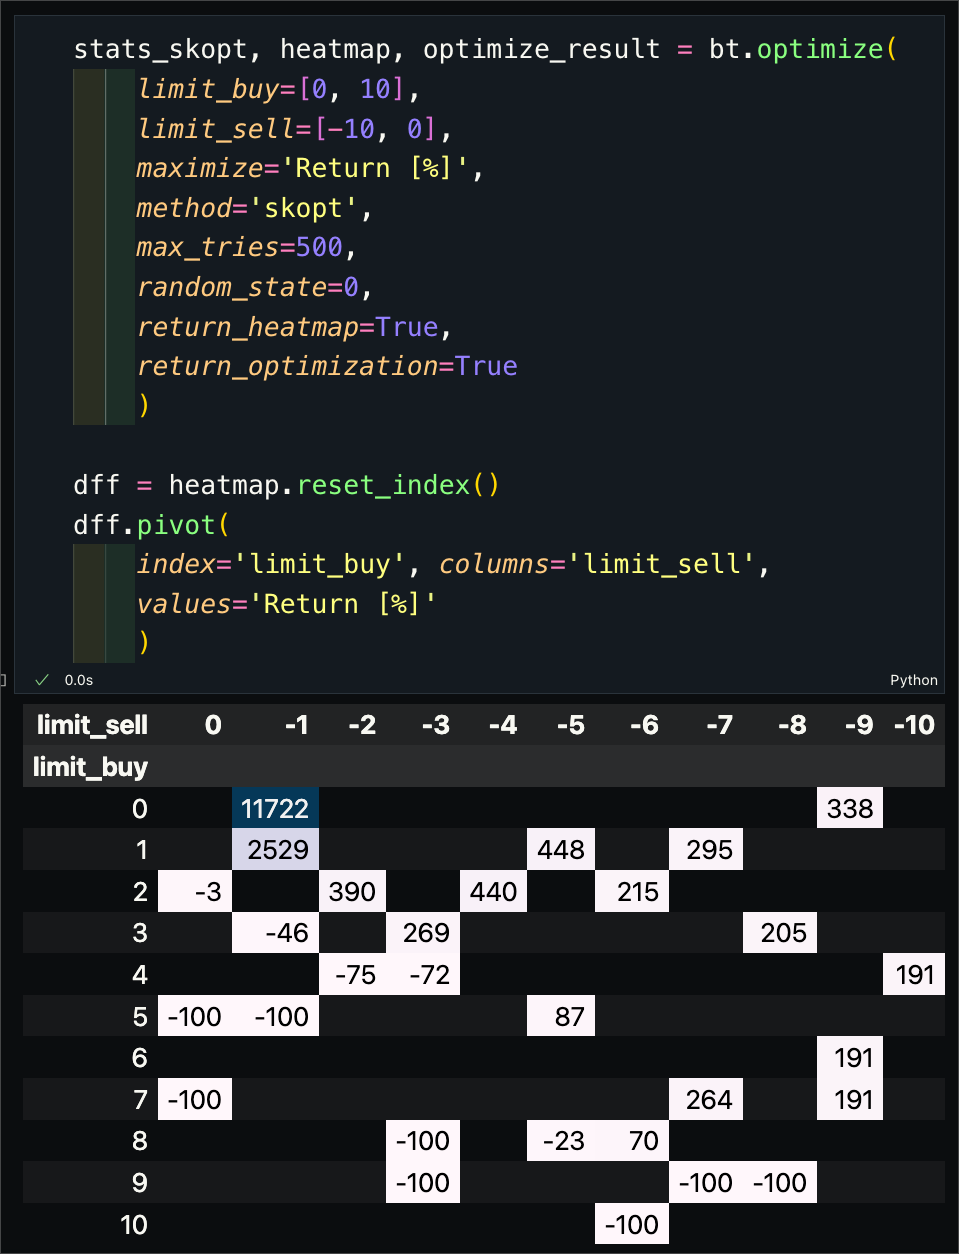 stats_skopt, heatmap, optimize_result = bt.optimize(
limit_buy=[0, 10],
limit_sell=[-10, 0],
maximize='Return [%]',
method='skopt',
max_tries=500,
random_state=0,
return_heatmap=True,
return_optimization=True
)
dff = heatmap.reset_index()
dff.pivot(
index='limit_buy', columns='limit_sell',
values='Return [%]'
)
0.0s Python
limit_sell 0 -1 -2 -3 -4 -5 -6 -7 -8 -9 -10
limit_buy
0 11722 338
1 2529 448 295
2 -3 390 440 215
3 -46 269 205
4 -75 -72 191
5 -100 -100 87
6 191
7 -100 264 191
8 -100 -23 70
9 -100 -100 -100
10 -100